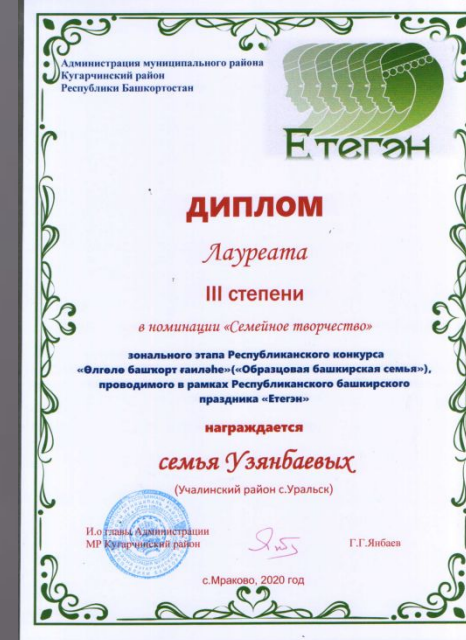 Администрация муниципального района
Кугарчинский район
Республики Башкортостан
Етегән
ДИПЛОМ
Лауреата
III степени
в номинации «Семейное творчество»
зонального этапа Республиканского конкурса
«Өлгөлө башҡорт ғаиләһе»(«Образцовая башкирская семья»),
проводимого в рамках Республиканского башкирского
праздника «Етегэн»
награждается
семья Узянбаевых
(Учалинский район с.Уральск)
И.о главы Администрации
МР Кугарчинский район
Г.Г.Янбаев
с.Мраково, 2020 год